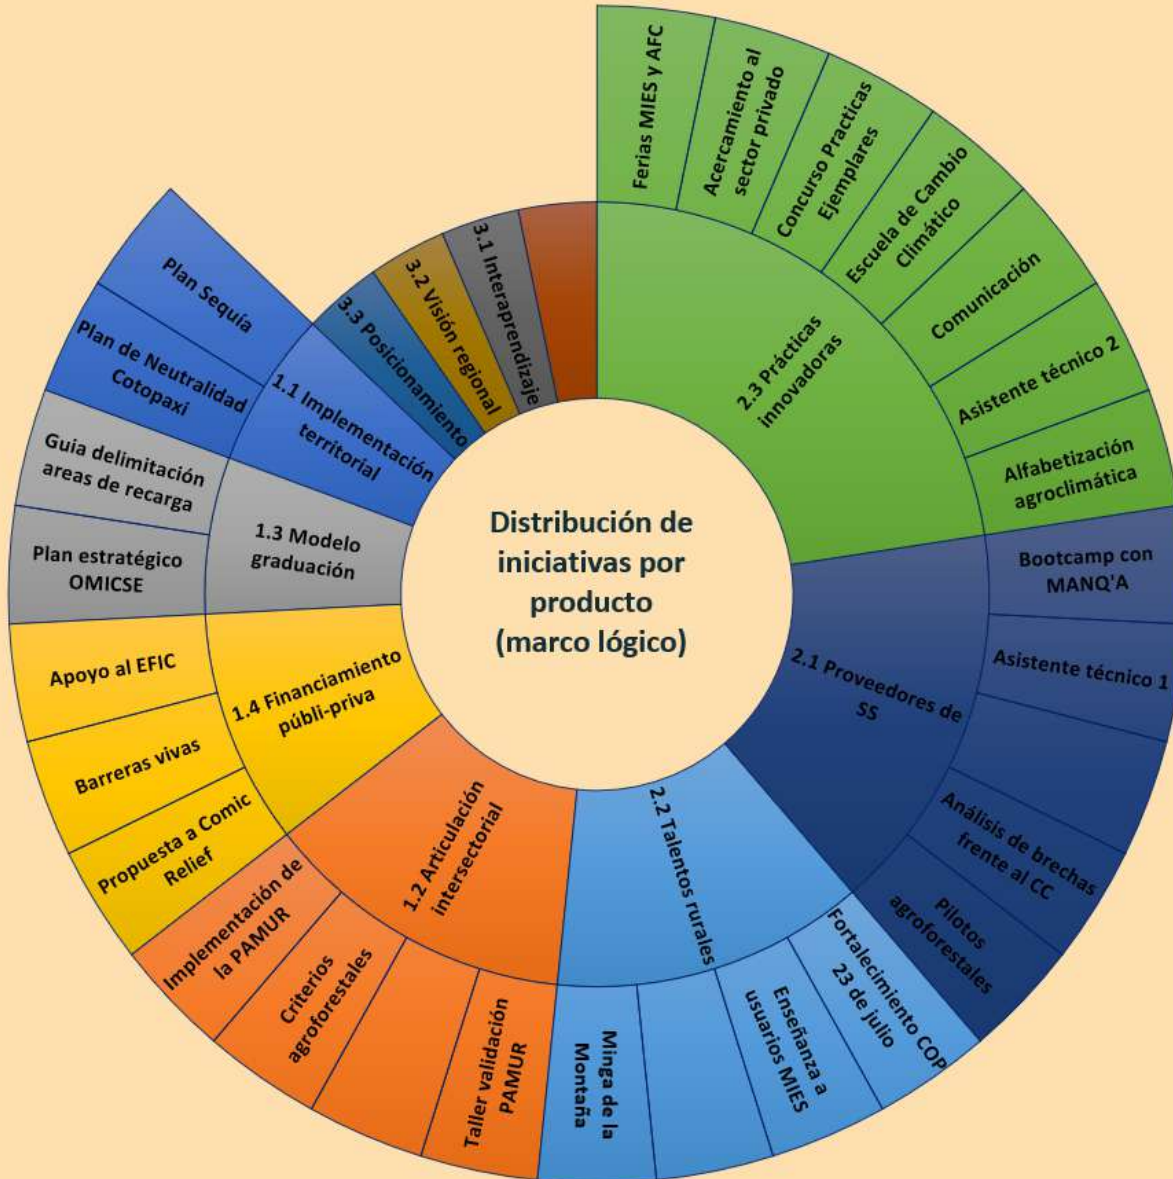 Distribución de
iniciativas por
producto
(marco lógico)
2.3 Prácticas
innovadoras
Ferias MIES y AFC
Acercamiento al
sector privado
Concurso Practicas
Ejemplares
Escuela de Cambio
Climático
Comunicación
Asistente técnico 2
Alfabetización
agroclimática
2.1 Proveedores de
SS
Bootcamp con
MANQ'A
Asistente técnico 1
Análisis de brechas
frente al CC
Pilotos
agroforestales
2.2 Talentos rurales
Fortalecimiento COP
23 de julio
Enseñanza a
usuarios MIES
Minga de la
Montaña
1.2 Articulación
intersectorial
Taller validación
PAMUR
Criterios
agroforestales
Implementación de
la PAMUR
1.4 Financiamiento
públi-priva
Propuesta a Comic
Relief
Barreras vivas
Apoyo al EFIC
1.3 Modelo
graduación
Plan estratégico
OMICSE
Guia delimitación
areas de recarga
1.1 Implementación
territorial
Plan de Neutralidad
Cotopaxi
Plan Sequía
3.3 Posicionamiento
3.2 Visión regional
3.1 Interaprendizaje